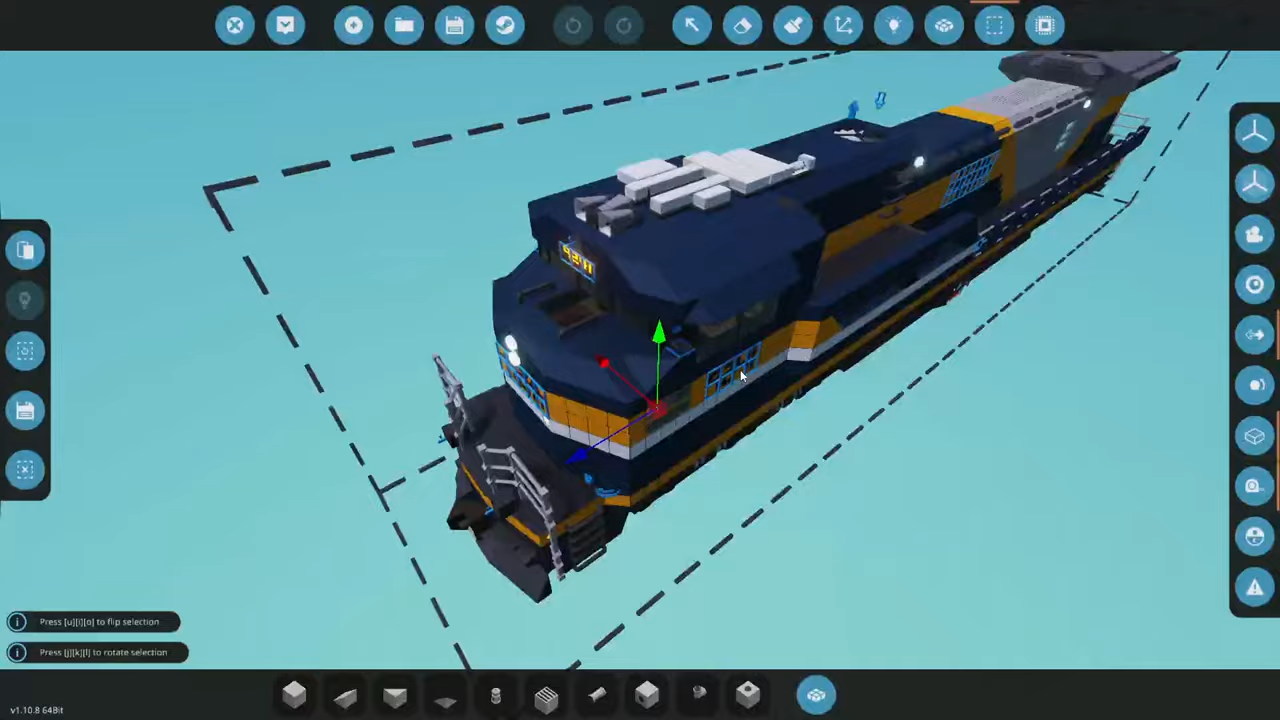 Press [u][i][o] to flip selection
Press [j][k][l] to rotate selection
v1.10.8 64Bit